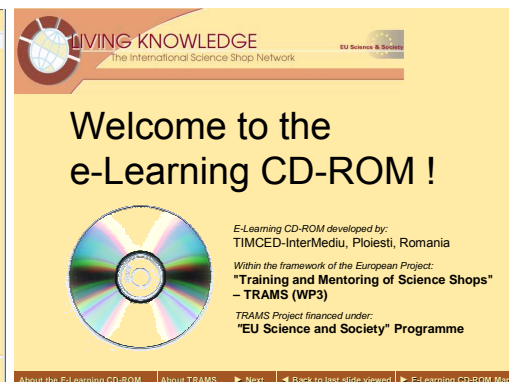 LIVING KNOWLEDGE
The International Science Shop Network
EU Science & Society
Welcome to the
e-Learning CD-ROM !
E-Learning CD-ROM developed by:
TIMCED-InterMediu, Ploiesti, Romania
Within the framework of the European Project:
"Training and Mentoring of Science Shops"
– TRAMS (WP3)
TRAMS Project financed under:
"EU Science and Society" Programme
About the E-Learning CD-ROM About TRAMS ► Next ◄ Back to last slide viewed ► E-Learning CD-ROM Map